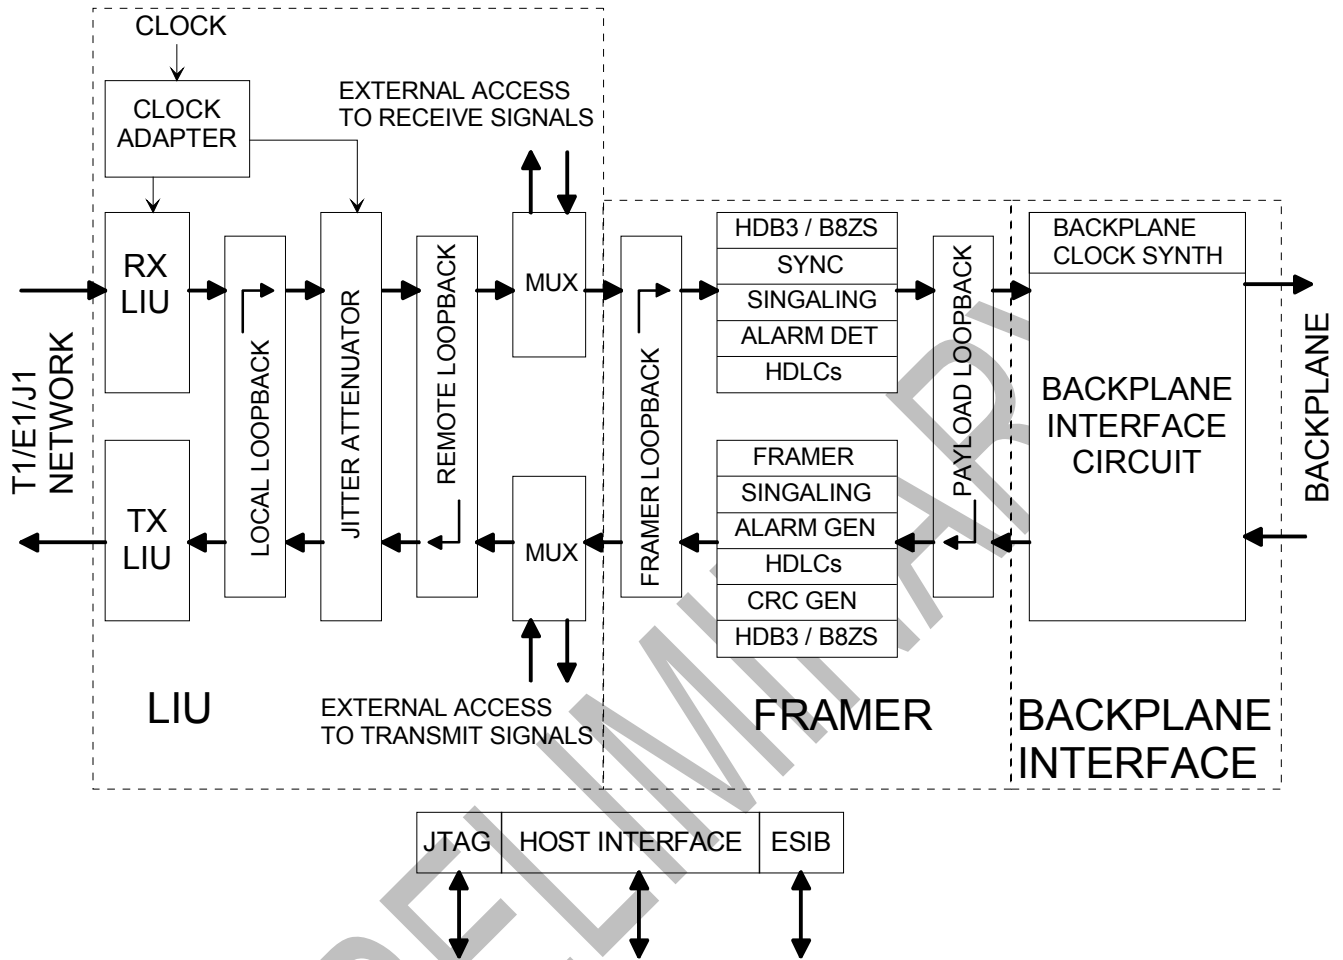 CLOCK
CLOCK
ADAPTER
EXTERNAL ACCESS
TO RECEIVE SIGNALS
T1/E1/J1
NETWORK
RX
LIU
TX
LIU
LOCAL LOOPBACK
JITTER ATTENUATOR
REMOTE LOOPBACK
MUX
MUX
EXTERNAL ACCESS
TO TRANSMIT SIGNALS
LIU
FRAMER LOOPBACK
HDB3 / B8ZS
SYNC
SINGALING
ALARM DET
HDLCs
FRAMER
SINGALING
ALARM GEN
HDLCs
CRC GEN
HDB3 / B8ZS
PAYLOAD LOOPBACK
FRAMER
BACKPLANE
CLOCK SYNTH
BACKPLANE
INTERFACE
CIRCUIT
BACKPLANE
BACKPLANE
INTERFACE
JTAG
HOST INTERFACE
ESIB
PRELIMINARY